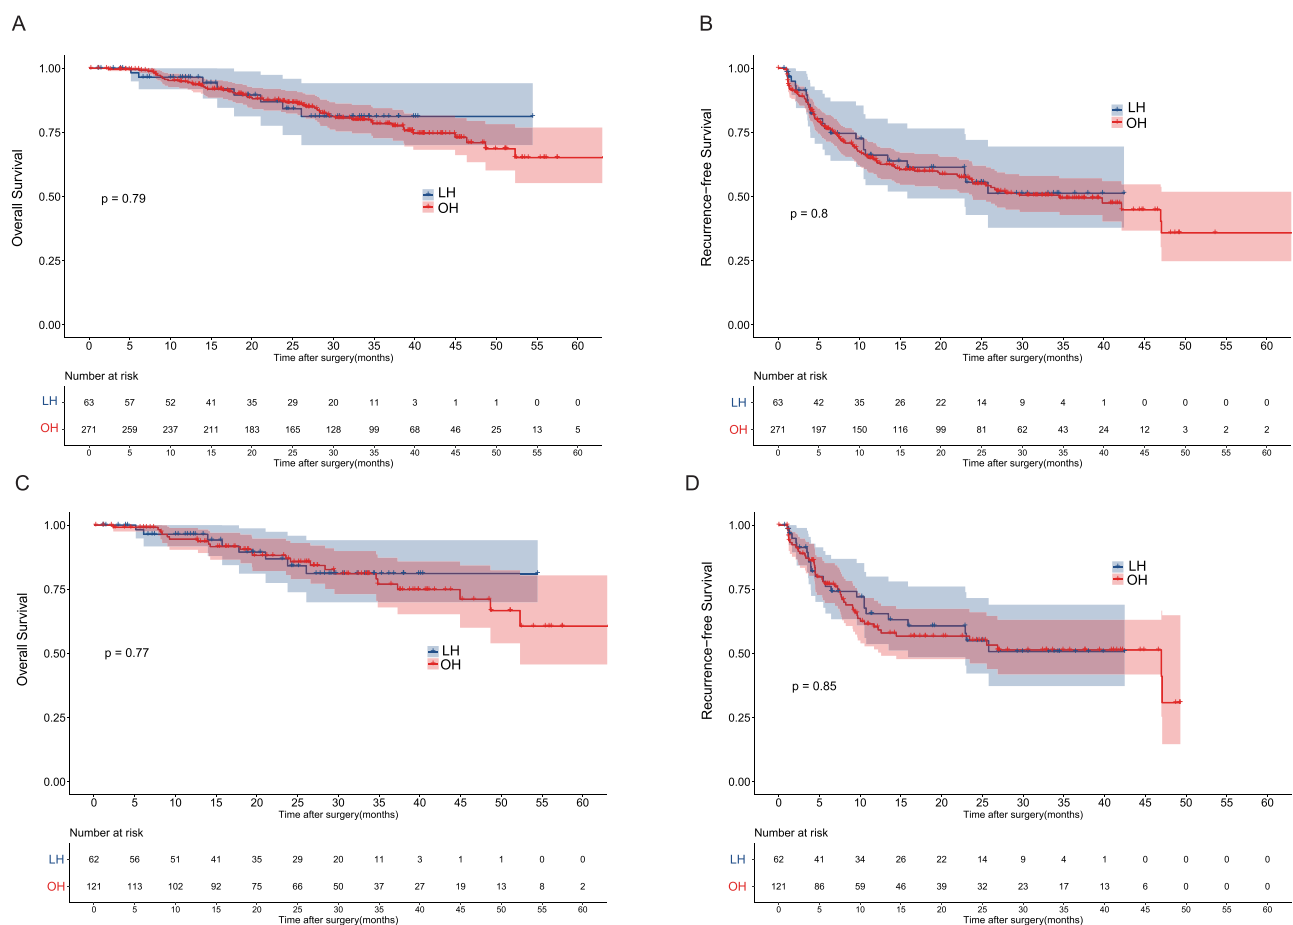 A
Overall Survival
1.00
0.75
0.50
0.25
0.00
p = 0.79
LH
OH
0 5 10 15 20 25 30 35 40 45 50 55 60
Time after surgery(months)
Number at risk
LH 63 57 52 41 35 29 20 11 3 1 1 0 0
OH 271 259 237 211 183 165 128 99 68 46 25 13 5
0 5 10 15 20 25 30 35 40 45 50 55 60
Time after surgery(months)
B
Recurrence-free Survival
1.00
0.75
0.50
0.25
0.00
p = 0.8
LH
OH
0 5 10 15 20 25 30 35 40 45 50 55 60
Time after surgery(months)
Number at risk
LH 63 42 35 26 22 14 9 4 1 0 0 0 0
OH 271 197 150 116 99 81 62 43 24 12 3 2 2
0 5 10 15 20 25 30 35 40 45 50 55 60
Time after surgery(months)
C
Overall Survival
1.00
0.75
0.50
0.25
0.00
p = 0.77
LH
OH
0 5 10 15 20 25 30 35 40 45 50 55 60
Time after surgery(months)
Number at risk
LH 62 56 51 41 35 29 20 11 3 1 1 0 0
OH 121 113 102 92 75 66 50 37 27 19 13 8 2
0 5 10 15 20 25 30 35 40 45 50 55 60
Time after surgery(months)
D
Recurrence-free Survival
1.00
0.75
0.50
0.25
0.00
p = 0.85
LH
OH
0 5 10 15 20 25 30 35 40 45 50 55 60
Time after surgery(months)
Number at risk
LH 62 41 34 26 22 14 9 4 1 0 0 0 0
OH 121 86 59 46 39 32 23 17 13 6 0 0 0
0 5 10 15 20 25 30 35 40 45 50 55 60
Time after surgery(months)